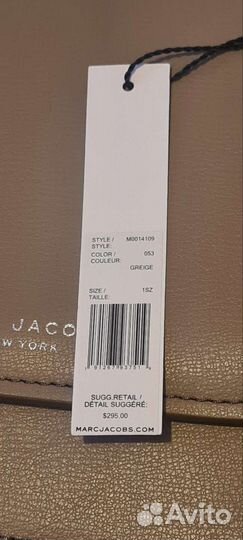 STYLE / M0014109
STYLE:
COLOR / 053
COULEUR:
GREIGE
SIZE / 1SZ
TAILLE:
JACO
EW YORK
SUGG.RETAIL /
DÉTAIL SUGGÉRÉ:
$295.00
MARCJACOBS.COM
Avito